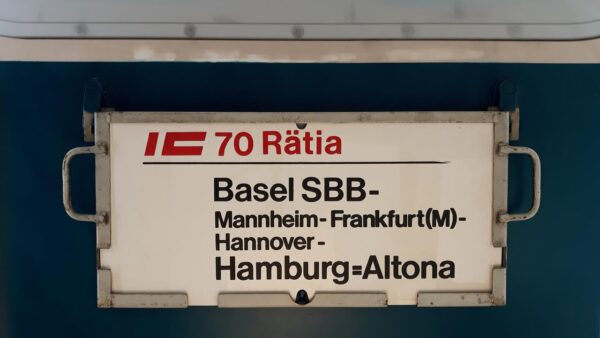 IC 70 Rätia
Basel SBB-
Mannheim-Frankfurt(M)-
Hannover-
Hamburg=Altona